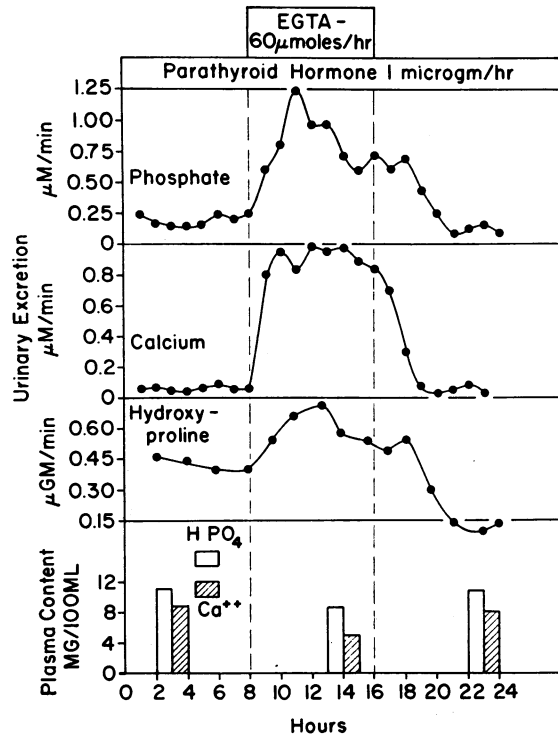 EGTA-
60μmoles/hr
Parathyroid Hormone 1 microgm/hr
Urinary Excretion
μM/min
1.25
1.00
0.75
0.50
0.25
0
Phosphate
μM/min
0.8
0.6
0.4
0.2
0
Calcium
μGM/min
0.60
0.45
0.30
0.15
Hydroxy-
proline
Plasma Content
MG/100ML
12
8
4
0
H PO4
Ca++
0 2 4 6 8 10 12 14 16 18 20 22 24
Hours